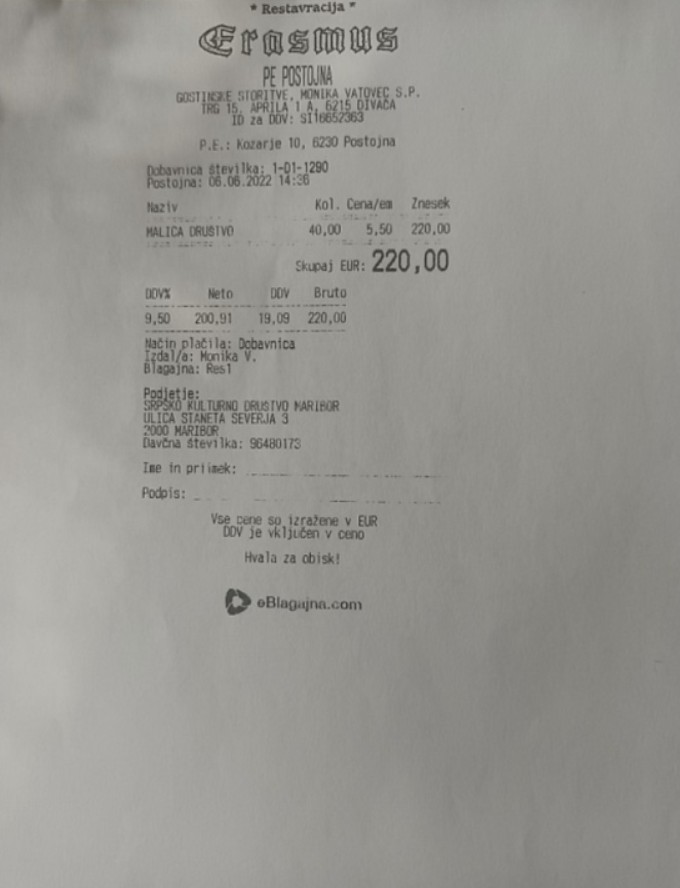 * Restavracija *
Erasmus
PE POSTOJNA
GOSTINSKE STORITVE, MONIKA VATOVEC S.P.
TRG 15. APRILA 1 A, 6215 DIVAČA
ID za DDV: SI16652363
P.E.: Kozarje 10, 6230 Postojna
Dobavnica številka: 1-01-1290
Postojna: 06.06.2022 14:36
Naziv Kol. Cena/em Znesek
MALICA DRUŠTVO 40,00 5,50 220,00
Skupaj EUR: 220,00
DDV% Neto DDV Bruto
9,50 200,91 19,09 220,00
Način plačila: Dobavnica
Izdal/a: Monika V.
Blagajna: Res1
Podjetje:
SRPSKO KULTURNO DRUŠTVO MARIBOR
ULICA STANETA SEVERJA 3
2000 MARIBOR
Davčna številka: 96480173
Ime in priimek:
Podpis:
Vse cene so izražene v EUR
DDV je vključen v ceno
Hvala za obisk!
eBlagajna.com